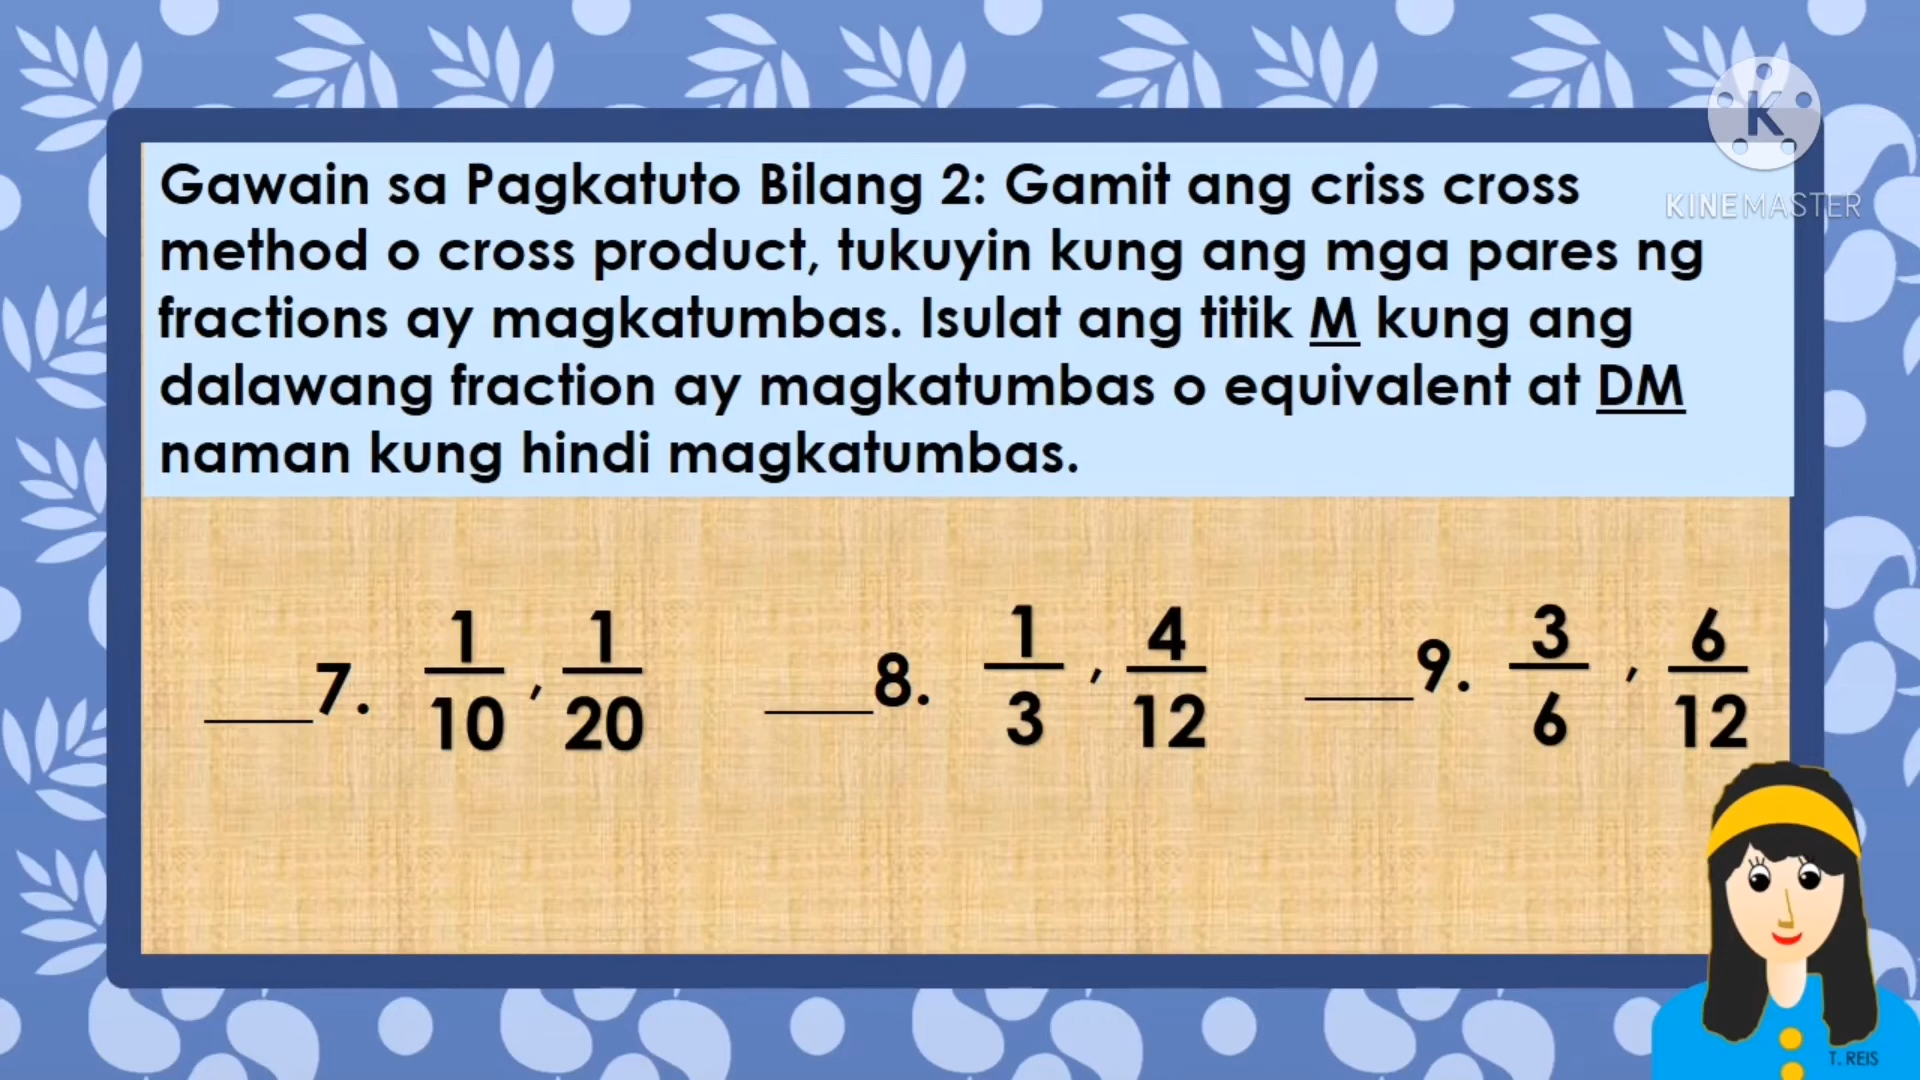 K
KINEMASTER
Gawain sa Pagkatuto Bilang 2: Gamit ang criss cross
method o cross product, tukuyin kung ang mga pares ng
fractions ay magkatumbas. Isulat ang titik M kung ang
dalawang fraction ay magkatumbas o equivalent at DM
naman kung hindi magkatumbas.
___7. 1/10 , 1/20
___8. 1/3 , 4/12
___9. 3/6 , 6/12
T. REIS